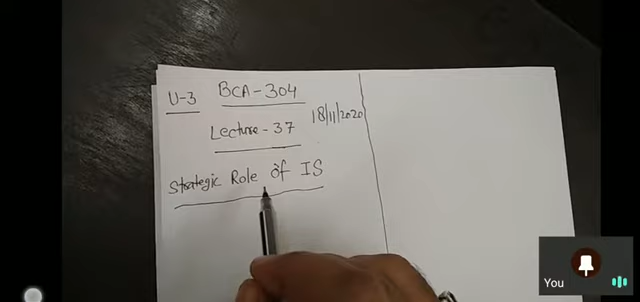 U-3 BCA-304
Lecture-37 18/11/2020
Strategic Role of IS
You